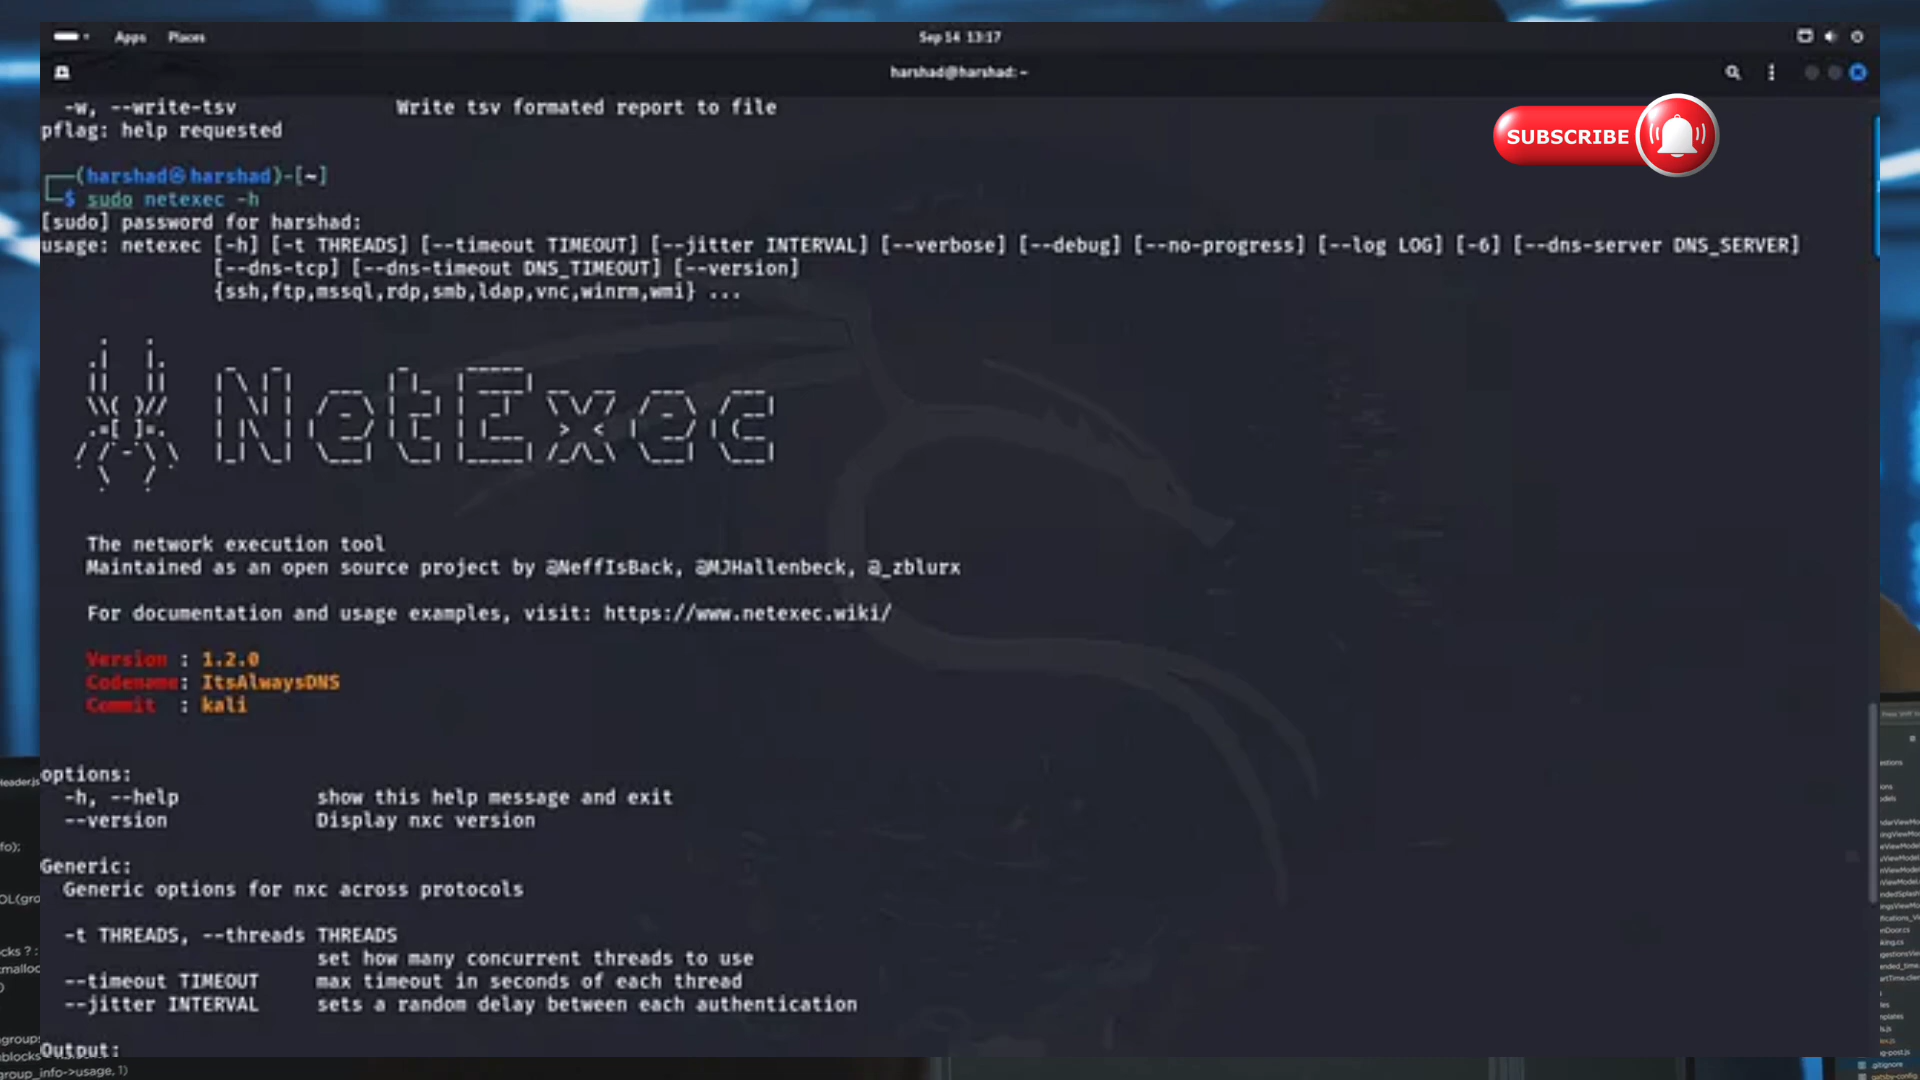 Apps Places Sep 14 13:17
harshad@harshad: ~
-w, --write-tsv Write tsv formated report to file
pflag: help requested
SUBSCRIBE
(harshad㉿harshad)-[~]
$ sudo netexec -h
[sudo] password for harshad:
usage: netexec [-h] [-t THREADS] [--timeout TIMEOUT] [--jitter INTERVAL] [--verbose] [--debug] [--no-progress] [--log LOG] [-6] [--dns-server DNS_SERVER]
[--dns-tcp] [--dns-timeout DNS_TIMEOUT] [--version]
{ssh,ftp,mssql,rdp,smb,ldap,vnc,winrm,wmi} ...
NetExec
The network execution tool
Maintained as an open source project by @NeffIsBack, @MJHallenbeck, @_zblurx
For documentation and usage examples, visit: https://www.netexec.wiki/
Version : 1.2.0
Codename: ItsAlwaysDNS
Commit : kali
options:
-h, --help show this help message and exit
--version Display nxc version
Generic:
Generic options for nxc across protocols
-t THREADS, --threads THREADS
set how many concurrent threads to use
--timeout TIMEOUT max timeout in seconds of each thread
--jitter INTERVAL sets a random delay between each authentication
Output:
group_info->usage, 1)